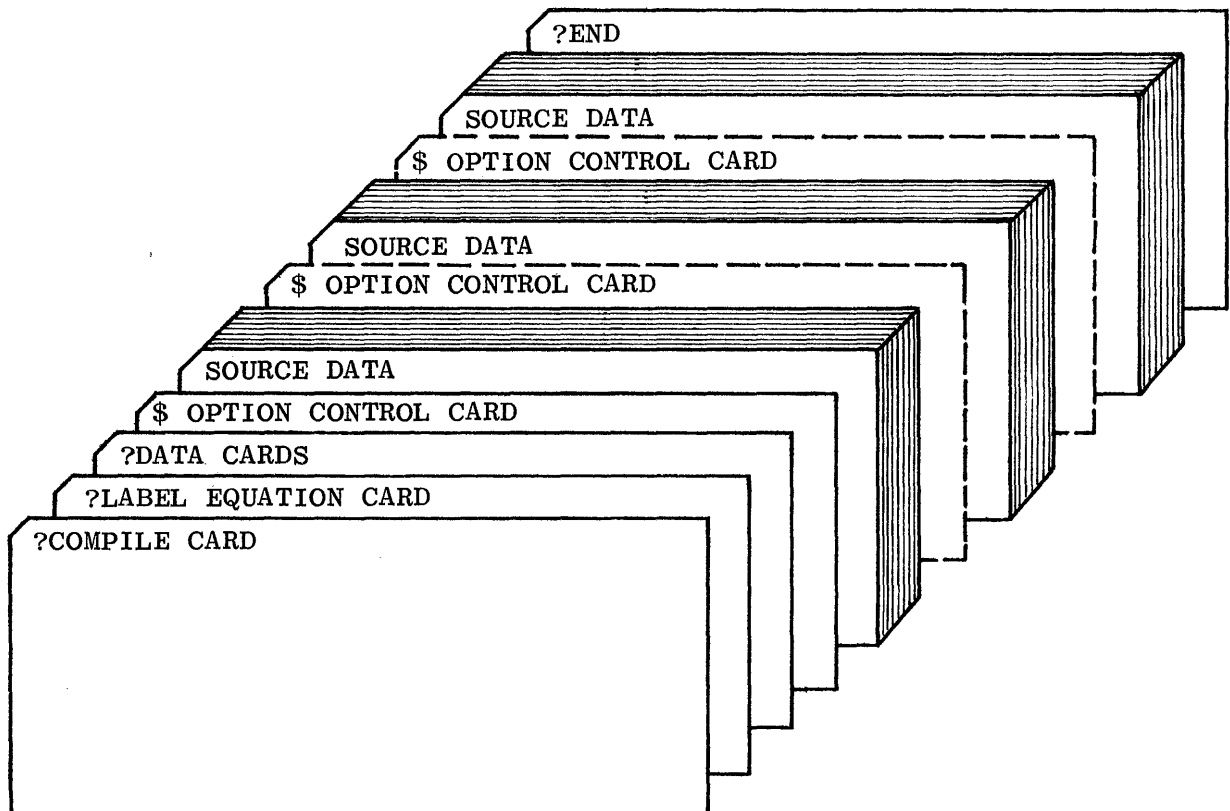 ?END
SOURCE DATA
$ OPTION CONTROL CARD
SOURCE DATA
$ OPTION CONTROL CARD
SOURCE DATA
$ OPTION CONTROL CARD
?DATA CARDS
?LABEL EQUATION CARD
?COMPILE CARD